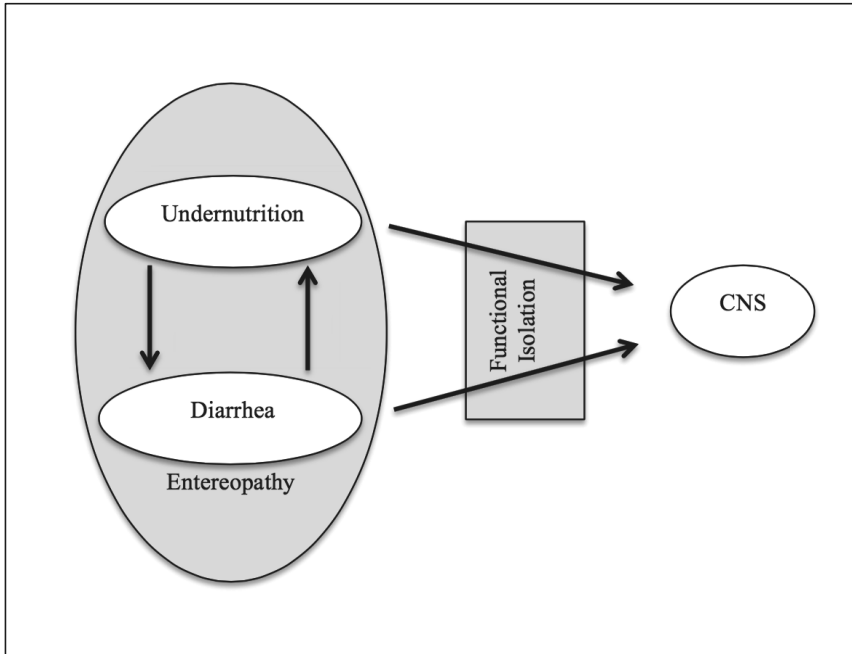 Undernutrition
Diarrhea
Entereopathy
Functional
Isolation
CNS